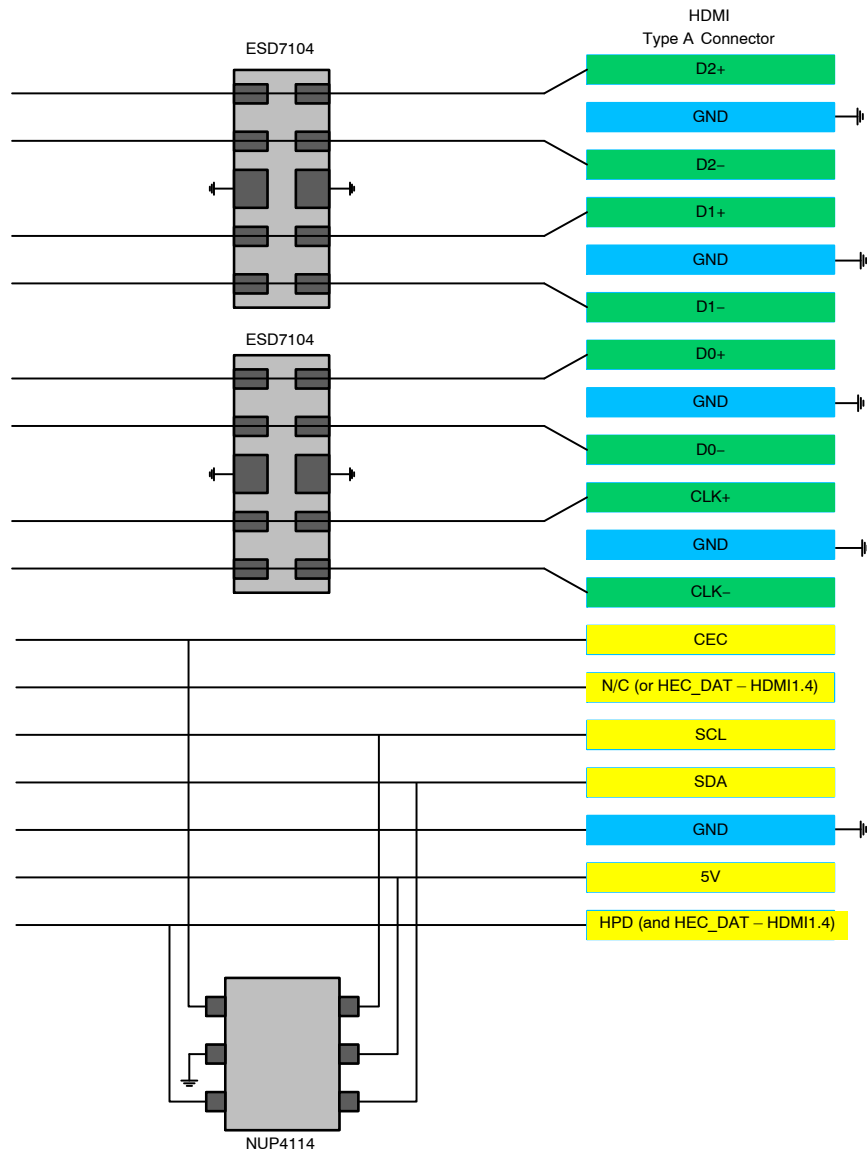 HDMI
Type A Connector
ESD7104
D2+
GND
D2−
D1+
GND
D1−
ESD7104
D0+
GND
D0−
CLK+
GND
CLK−
CEC
N/C (or HEC_DAT – HDMI1.4)
SCL
SDA
GND
5V
HPD (and HEC_DAT – HDMI1.4)
NUP4114